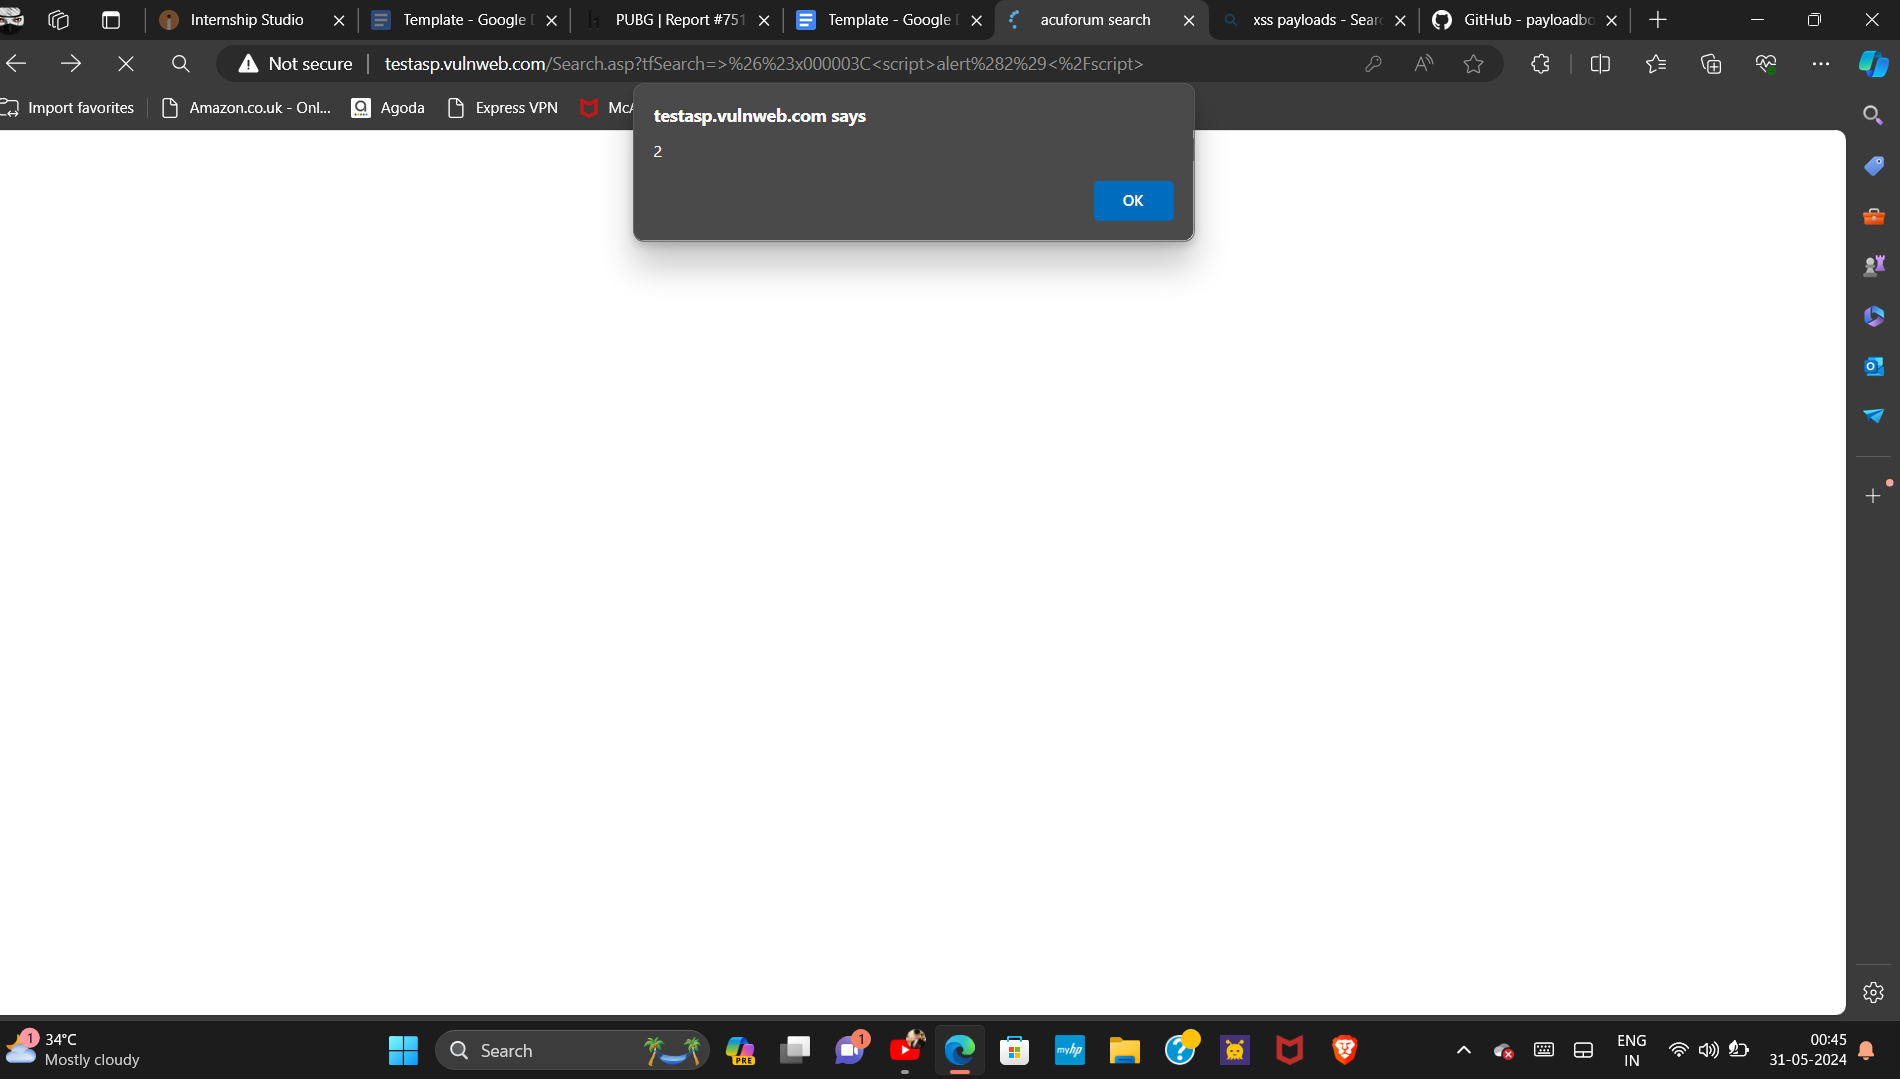 Internship Studio
Template - Google D
PUBG | Report #751
Template - Google D
acuforum search
xss payloads - Searc
GitHub - payloadbo
Not secure
testasp.vulnweb.com/Search.asp?tfSearch=>%26%23x000003C<script>alert%282%29<%2Fscript>
Import favorites
Amazon.co.uk - Onl...
Agoda
Express VPN
McA
testasp.vulnweb.com says
2
OK
1
34°C
Mostly cloudy
Search
PRE
1
myhp
ENG
IN
00:45
31-05-2024